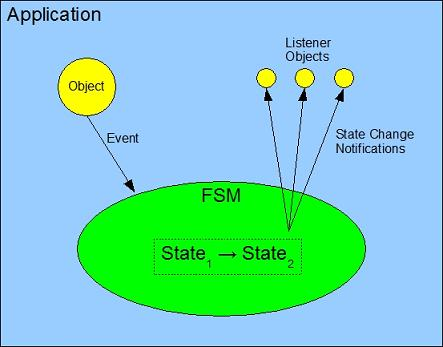 Application
Listener
Objects
Object
Event
State Change
Notifications
FSM
State₁ → State₂